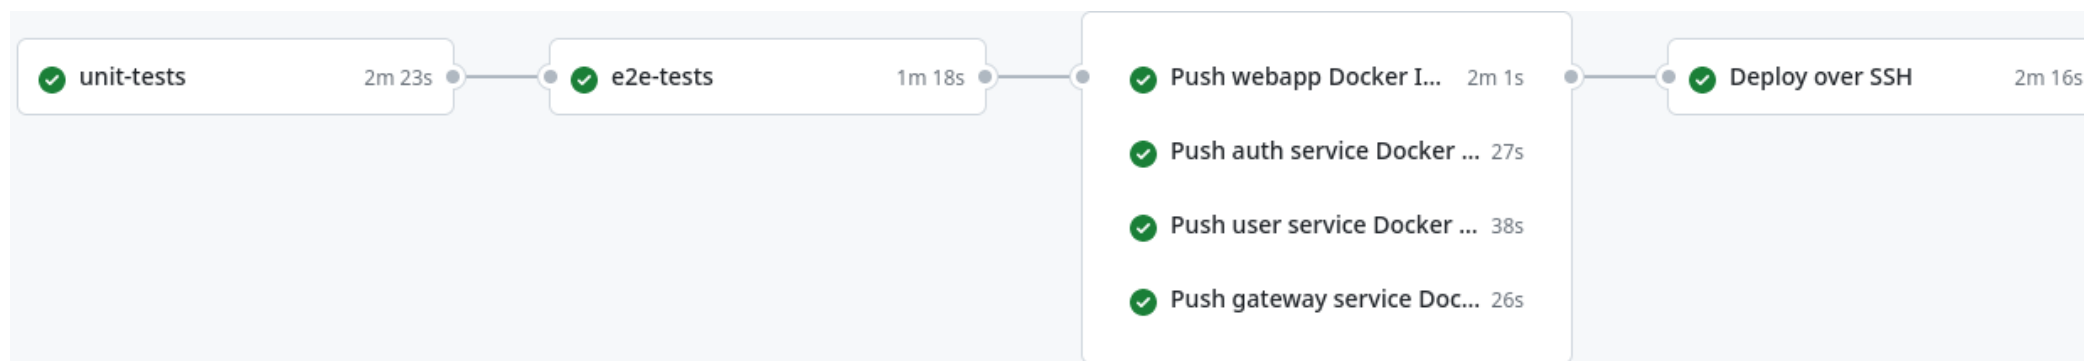 unit-tests 2m 23s
e2e-tests 1m 18s
Push webapp Docker I... 2m 1s
Push auth service Docker ... 27s
Push user service Docker ... 38s
Push gateway service Doc... 26s
Deploy over SSH 2m 16s